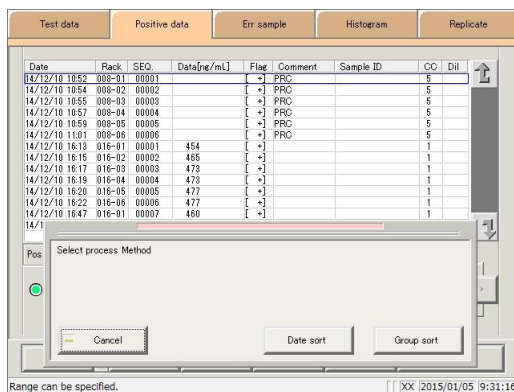 Test data Positive data Err sample Histogram Replicate
Date Rack SEQ. Data[ng/mL] Flag Comment Sample ID CC Dil
14/12/10 10:52 008-01 00001 [ +] PRC 5
14/12/10 10:54 008-02 00002 [ +] PRC 5
14/12/10 10:55 008-03 00003 [ +] PRC 5
14/12/10 10:57 008-04 00004 [ +] PRC 5
14/12/10 10:59 008-05 00005 [ +] PRC 5
14/12/10 11:01 008-06 00006 [ +] PRC 5
14/12/10 16:13 016-01 00001 454 [ +] 1
14/12/10 16:15 016-02 00002 465 [ +] 1
14/12/10 16:17 016-03 00003 473 [ +] 1
14/12/10 16:19 016-04 00004 473 [ +] 1
14/12/10 16:20 016-05 00005 477 [ +] 1
14/12/10 16:22 016-06 00006 477 [ +] 1
14/12/10 16:47 016-01 00007 460 [ +] 1
14/1
Pos
Select process Method
Cancel Date sort Group sort
Range can be specified. XX 2015/01/05 9:31:16